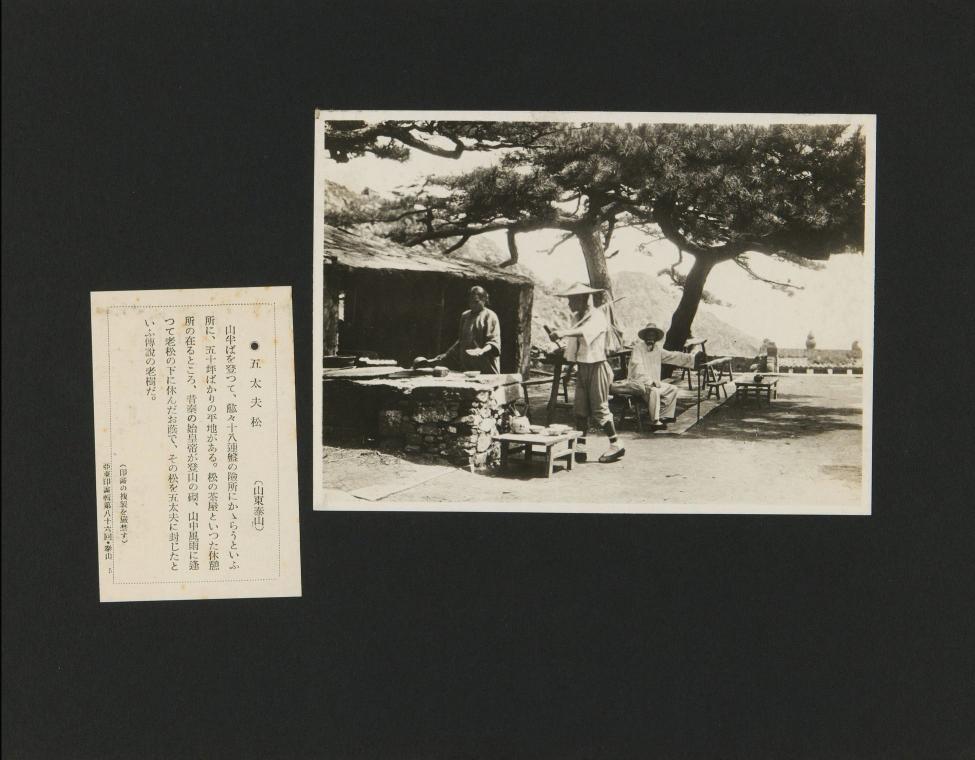 ●五太夫松
（山東泰山）
山半ばを登つて、愈々十八連盤の險所にかゝらうといふ
所に、五十坪ばかりの平地がある。松の茶屋といつた休憩
所の在るところ、昔秦の始皇帝が登山の砌、山中風雨に逢
つて老松の下に休んだお蔭で、その松を五太夫に封じたと
いふ傳說の老樹だ。
（印畫の複製を嚴禁す）
亞東印畫輯第八十六回・泰山 5